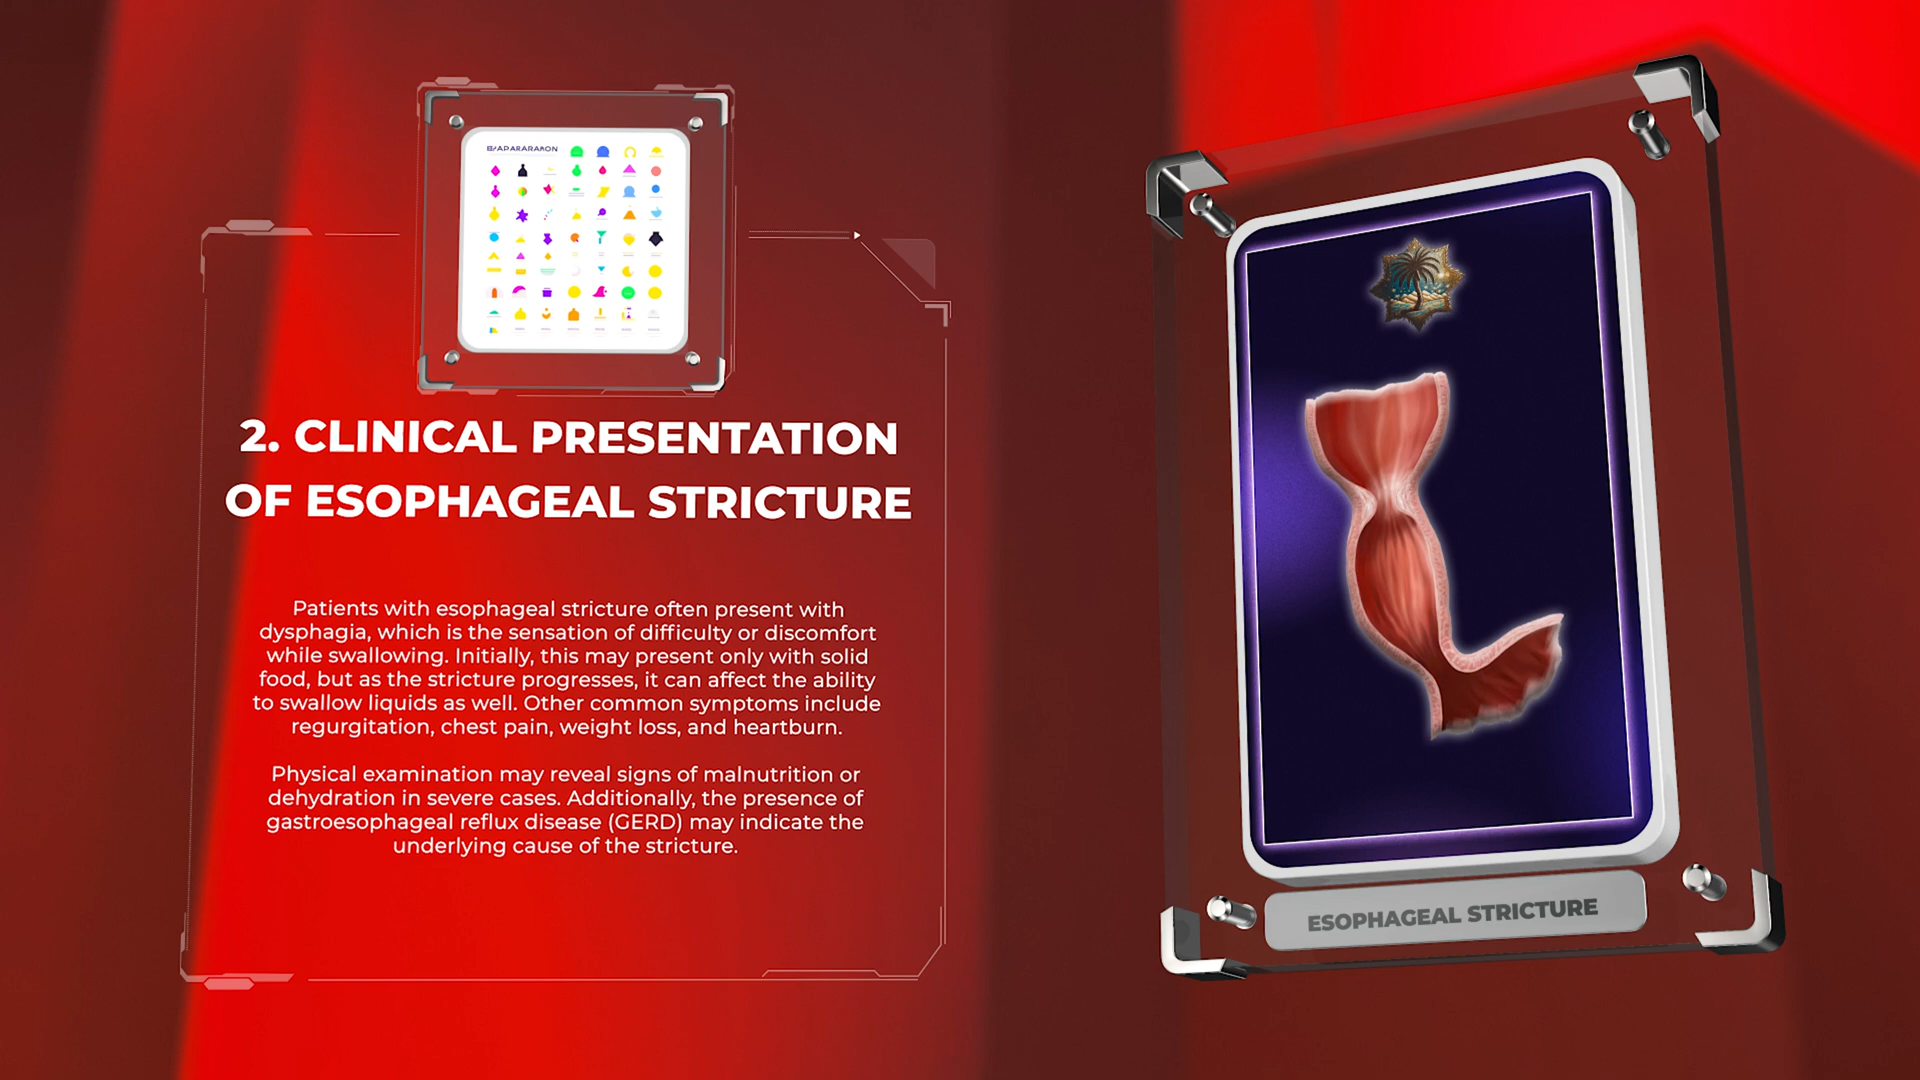 2. CLINICAL PRESENTATION
OF ESOPHAGEAL STRICTURE
Patients with esophageal stricture often present with
dysphagia, which is the sensation of difficulty or discomfort
while swallowing. Initially, this may present only with solid
food, but as the stricture progresses, it can affect the ability
to swallow liquids as well. Other common symptoms include
regurgitation, chest pain, weight loss, and heartburn.
Physical examination may reveal signs of malnutrition or
dehydration in severe cases. Additionally, the presence of
gastroesophageal reflux disease (GERD) may indicate the
underlying cause of the stricture.
ESOPHAGEAL STRICTURE